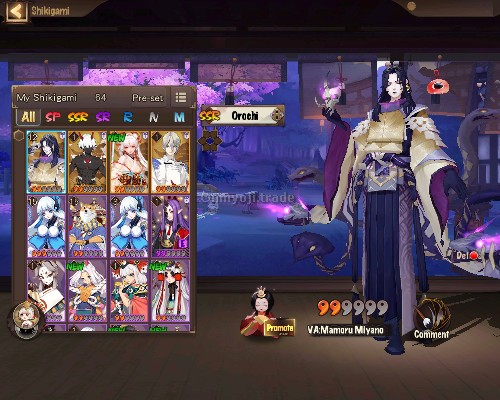 Shikigami
My Shikigami 64 Pre-set
All SP SSR SR R N M
SSR Orochi
NEW
@onmyoji.trade
NEW
NEW
Det
Promote
VA:Mamoru Miyano
Comment